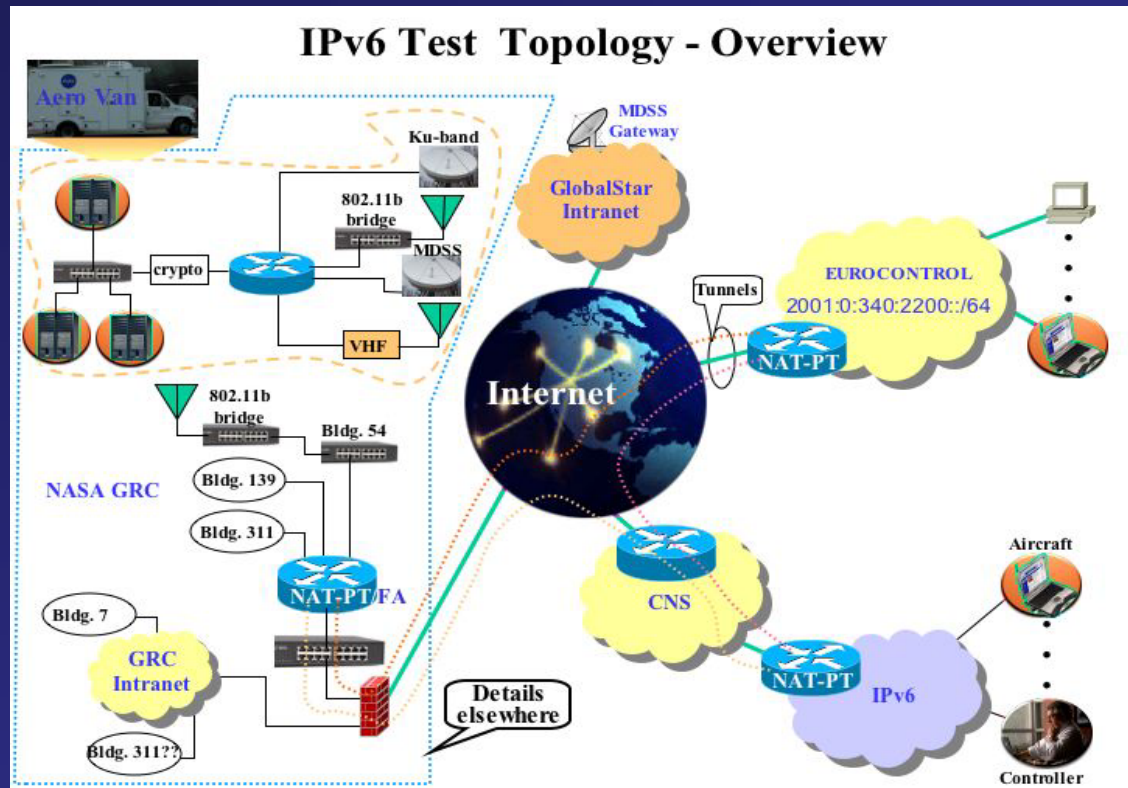 IPv6 Test Topology - Overview
Aero Van
Ku-band
802.11b
bridge
MDSS
crypto
VHF
MDSS
Gateway
GlobalStar
Intranet
EUROCONTROL
2001:0:340:2200::/64
Tunnels
NAT-PT
Internet
802.11b
bridge
Bldg. 54
Bldg. 139
NASA GRC
Bldg. 311
NAT-PT/FA
Bldg. 7
GRC
Intranet
Bldg. 311??
Details
elsewhere
CNS
NAT-PT
IPv6
Aircraft
Controller